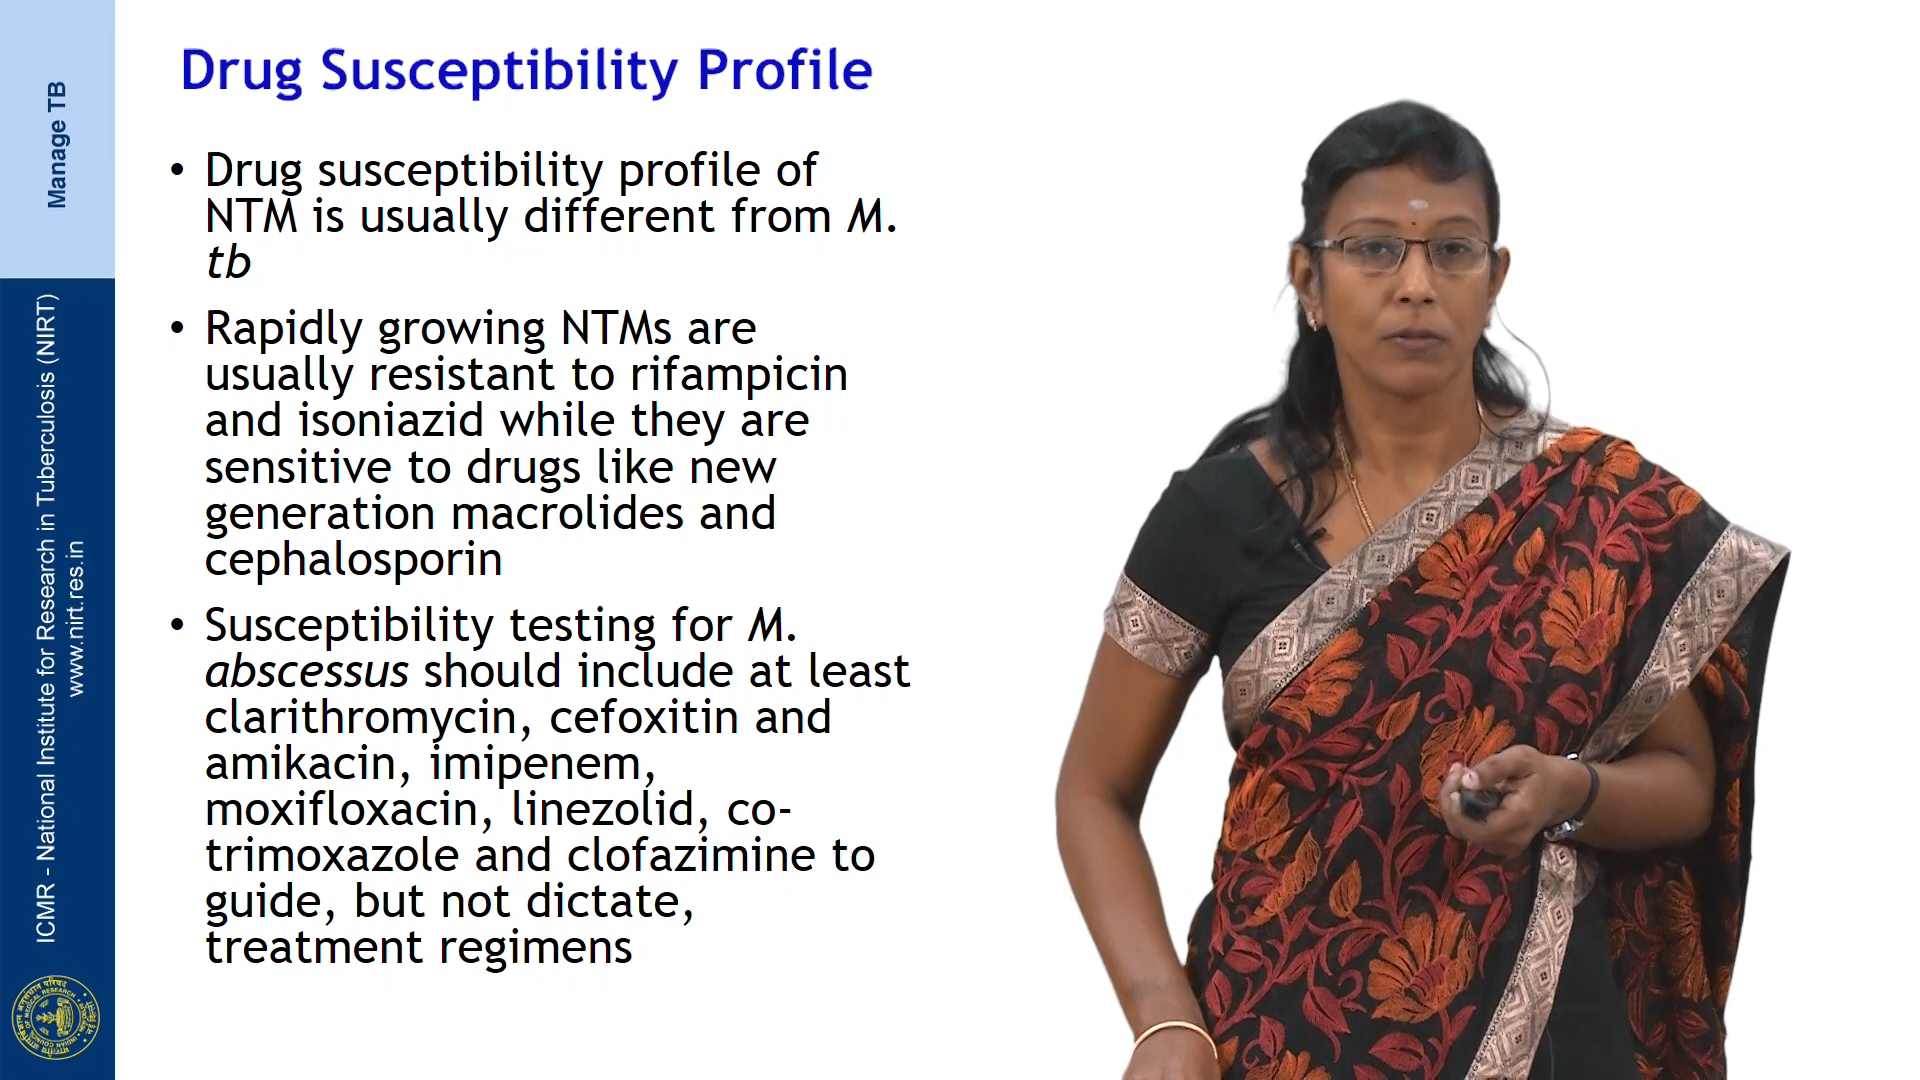 Manage TB
ICMR - National Institute for Research in Tuberculosis (NIRT)
www.nirt.res.in
Drug Susceptibility Profile
• Drug susceptibility profile of
NTM is usually different from M.
tb
• Rapidly growing NTMs are
usually resistant to rifampicin
and isoniazid while they are
sensitive to drugs like new
generation macrolides and
cephalosporin
• Susceptibility testing for M.
abscessus should include at least
clarithromycin, cefoxitin and
amikacin, imipenem,
moxifloxacin, linezolid, co-
trimoxazole and clofazimine to
guide, but not dictate,
treatment regimens